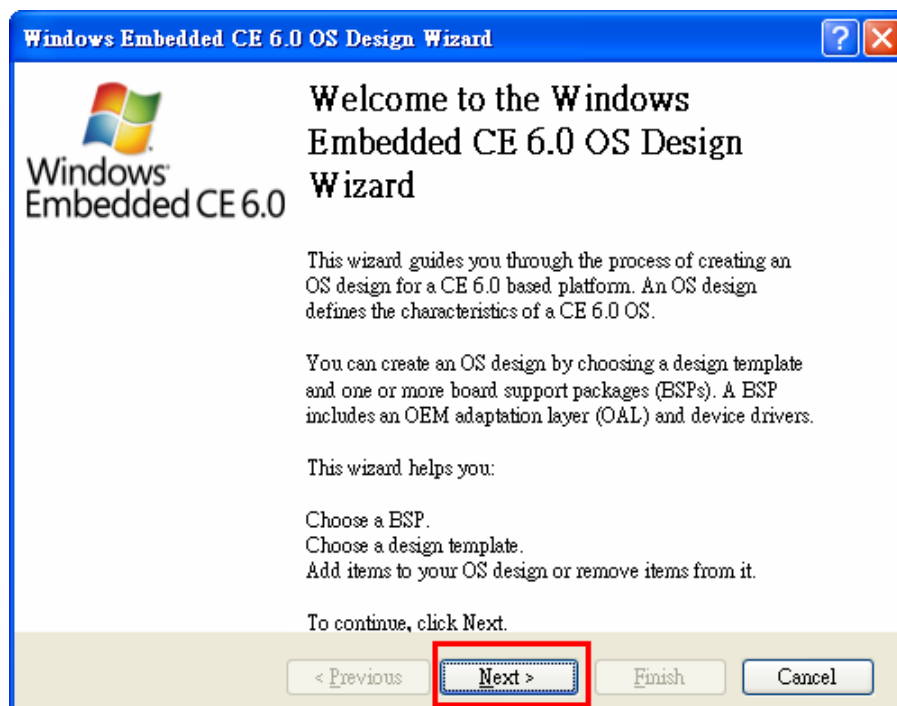 Windows Embedded CE 6.0 OS Design Wizard
Windows
Embedded CE 6.0
Welcome to the Windows
Embedded CE 6.0 OS Design
Wizard
This wizard guides you through the process of creating an
OS design for a CE 6.0 based platform. An OS design
defines the characteristics of a CE 6.0 OS.
You can create an OS design by choosing a design template
and one or more board support packages (BSPs). A BSP
includes an OEM adaptation layer (OAL) and device drivers.
This wizard helps you:
Choose a BSP.
Choose a design template.
Add items to your OS design or remove items from it.
To continue, click Next.
< Previous Next > Finish Cancel